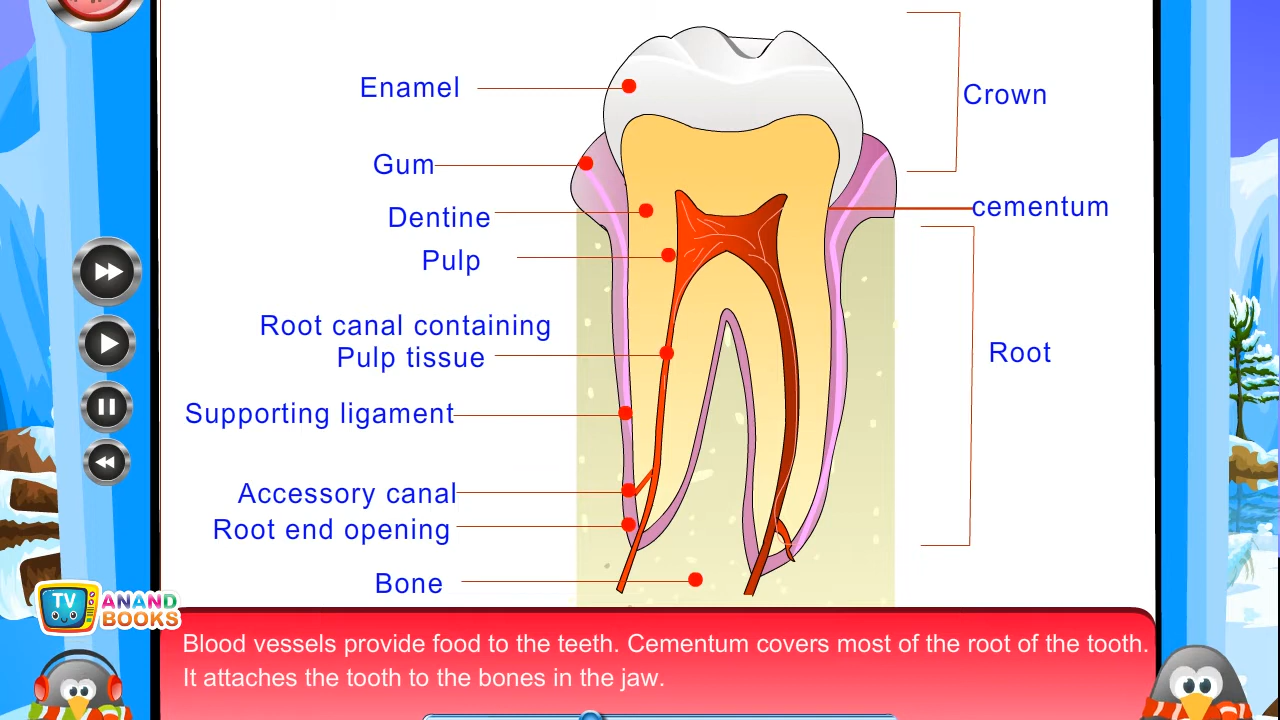 Enamel
Crown
Gum
cementum
Dentine
Pulp
Root canal containing
Pulp tissue
Root
Supporting ligament
Accessory canal
Root end opening
Bone
TV
ANAND
BOOKS
Blood vessels provide food to the teeth. Cementum covers most of the root of the tooth.
It attaches the tooth to the bones in the jaw.